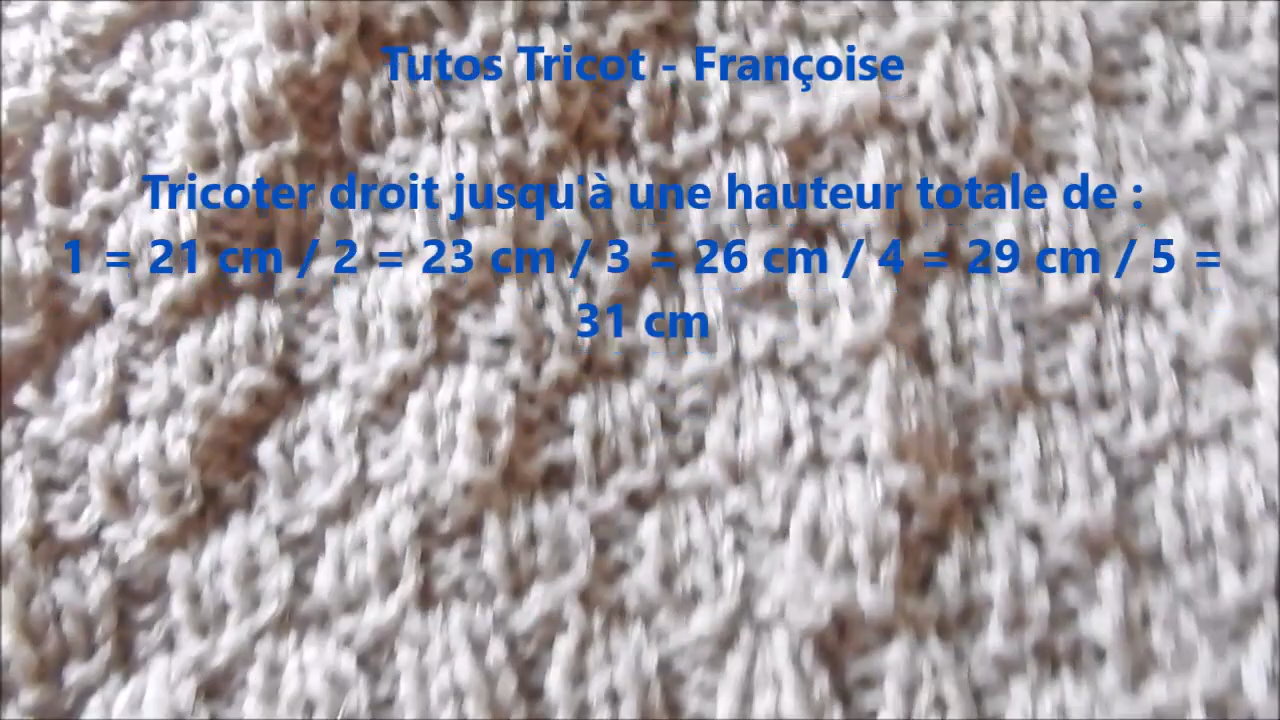 Tutos Tricot - Françoise
Tricoter droit jusqu'à une hauteur totale de :
1 = 21 cm / 2 = 23 cm / 3 = 26 cm / 4 = 29 cm / 5 =
31 cm